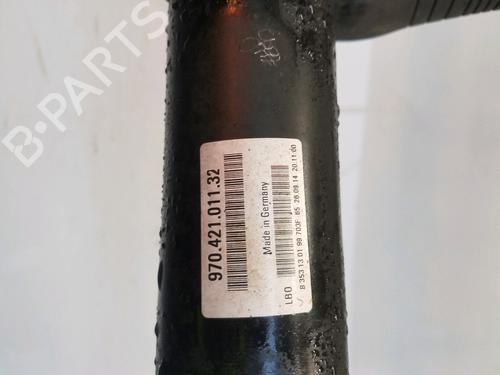 B-PARTS
970.421.011.32
Made in Germany
LBO
8 353 13 01 99 703F 65 26 09 14 20 11 00